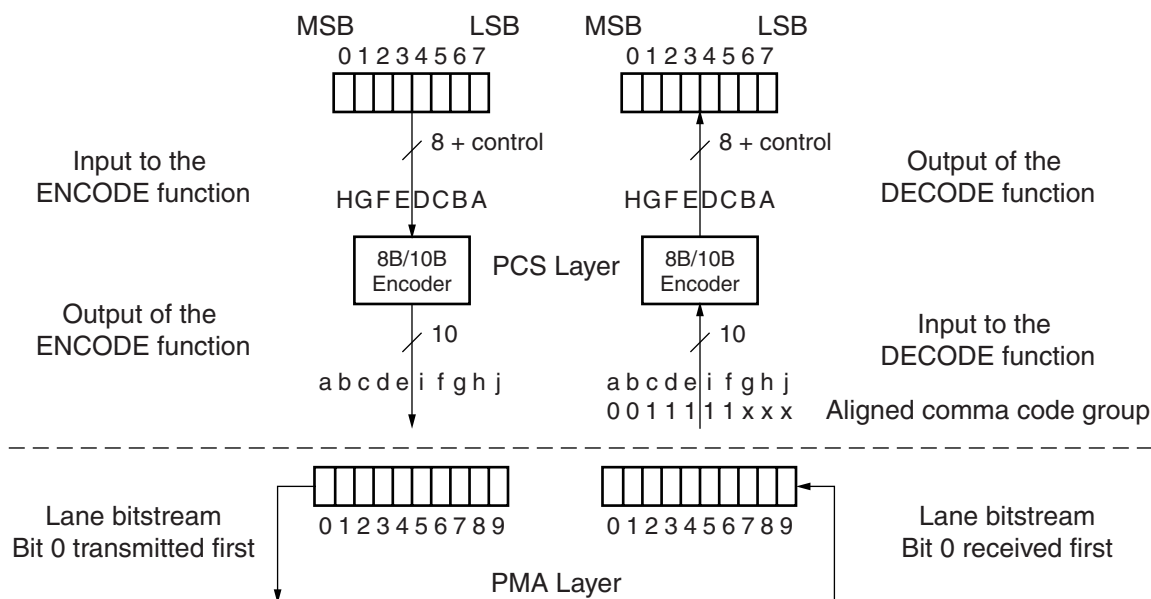 MSB LSB MSB LSB
0 1 2 3 4 5 6 7 0 1 2 3 4 5 6 7
8 + control 8 + control
Input to the
ENCODE function
Output of the
DECODE function
H G F E D C B A H G F E D C B A
8B/10B
Encoder
PCS Layer
8B/10B
Encoder
Output of the
ENCODE function
10 10
Input to the
DECODE function
a b c d e i f g h j a b c d e i f g h j
0 0 1 1 1 1 1 x x x Aligned comma code group
Lane bitstream
Bit 0 transmitted first
0 1 2 3 4 5 6 7 8 9 0 1 2 3 4 5 6 7 8 9
Lane bitstream
Bit 0 received first
PMA Layer